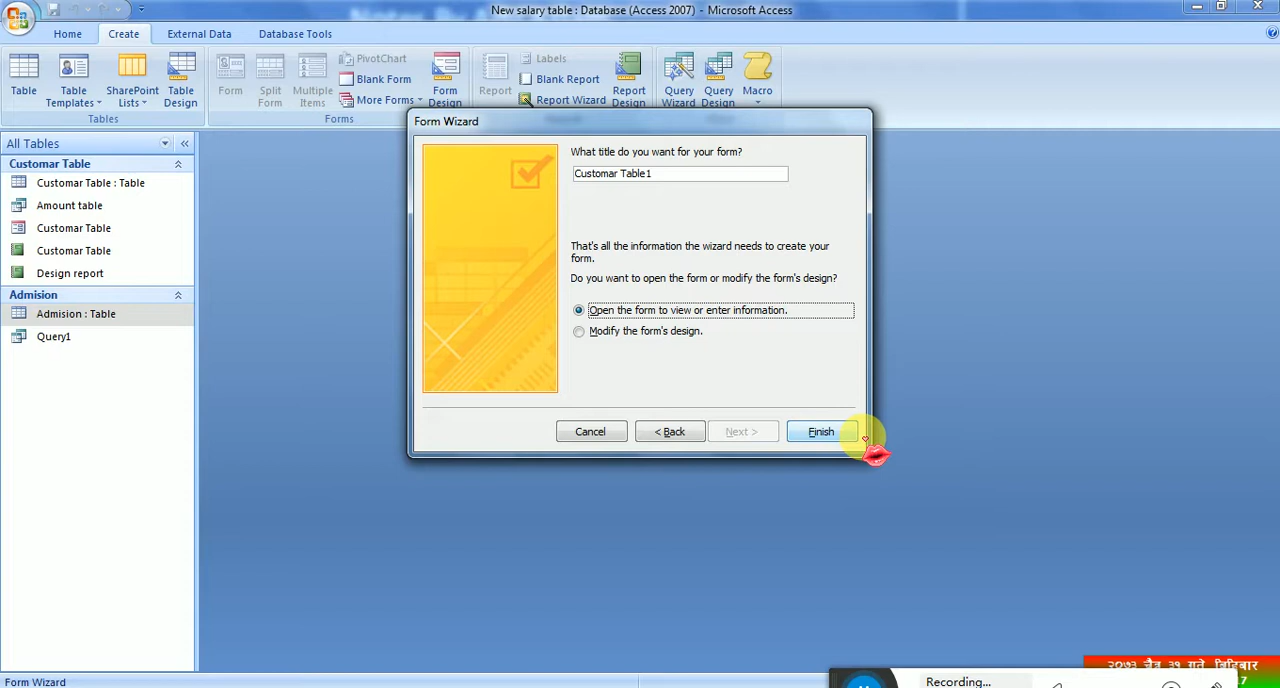 New salary table : Database (Access 2007) - Microsoft Access
Home Create External Data Database Tools
Table
Table Templates
SharePoint Lists
Table Design
Tables
Form
Split Form
Multiple Items
PivotChart
Blank Form
More Forms
Form Design
Forms
Report
Labels
Blank Report
Report Wizard
Report Design
Query Wizard
Query Design
Macro
All Tables
Customar Table
Customar Table : Table
Amount table
Customar Table
Customar Table
Design report
Admision
Admision : Table
Query1
Form Wizard
What title do you want for your form?
Customar Table1
That's all the information the wizard needs to create your
form.
Do you want to open the form or modify the form's design?
Open the form to view or enter information.
Modify the form's design.
Cancel < Back Next > Finish
Form Wizard
Recording...
२०७३ चैत्र ३१ गते बिहिबार